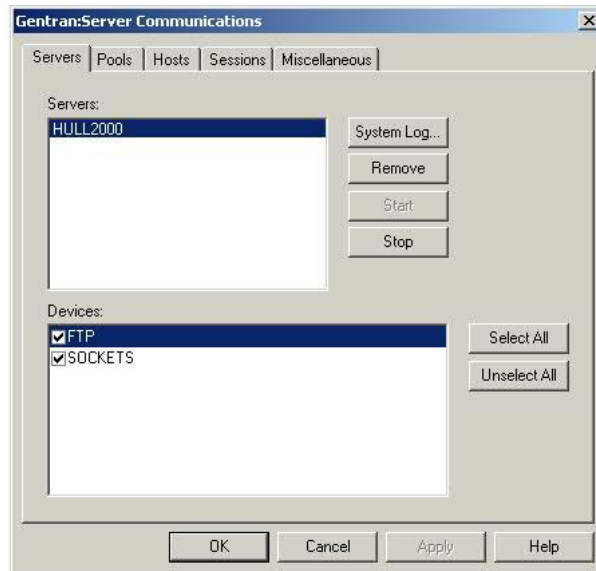 Gentran:Server Communications
Servers Pools Hosts Sessions Miscellaneous
Servers:
HULL2000
System Log...
Remove
Start
Stop
Devices:
FTP
SOCKETS
Select All
Unselect All
OK Cancel Apply Help